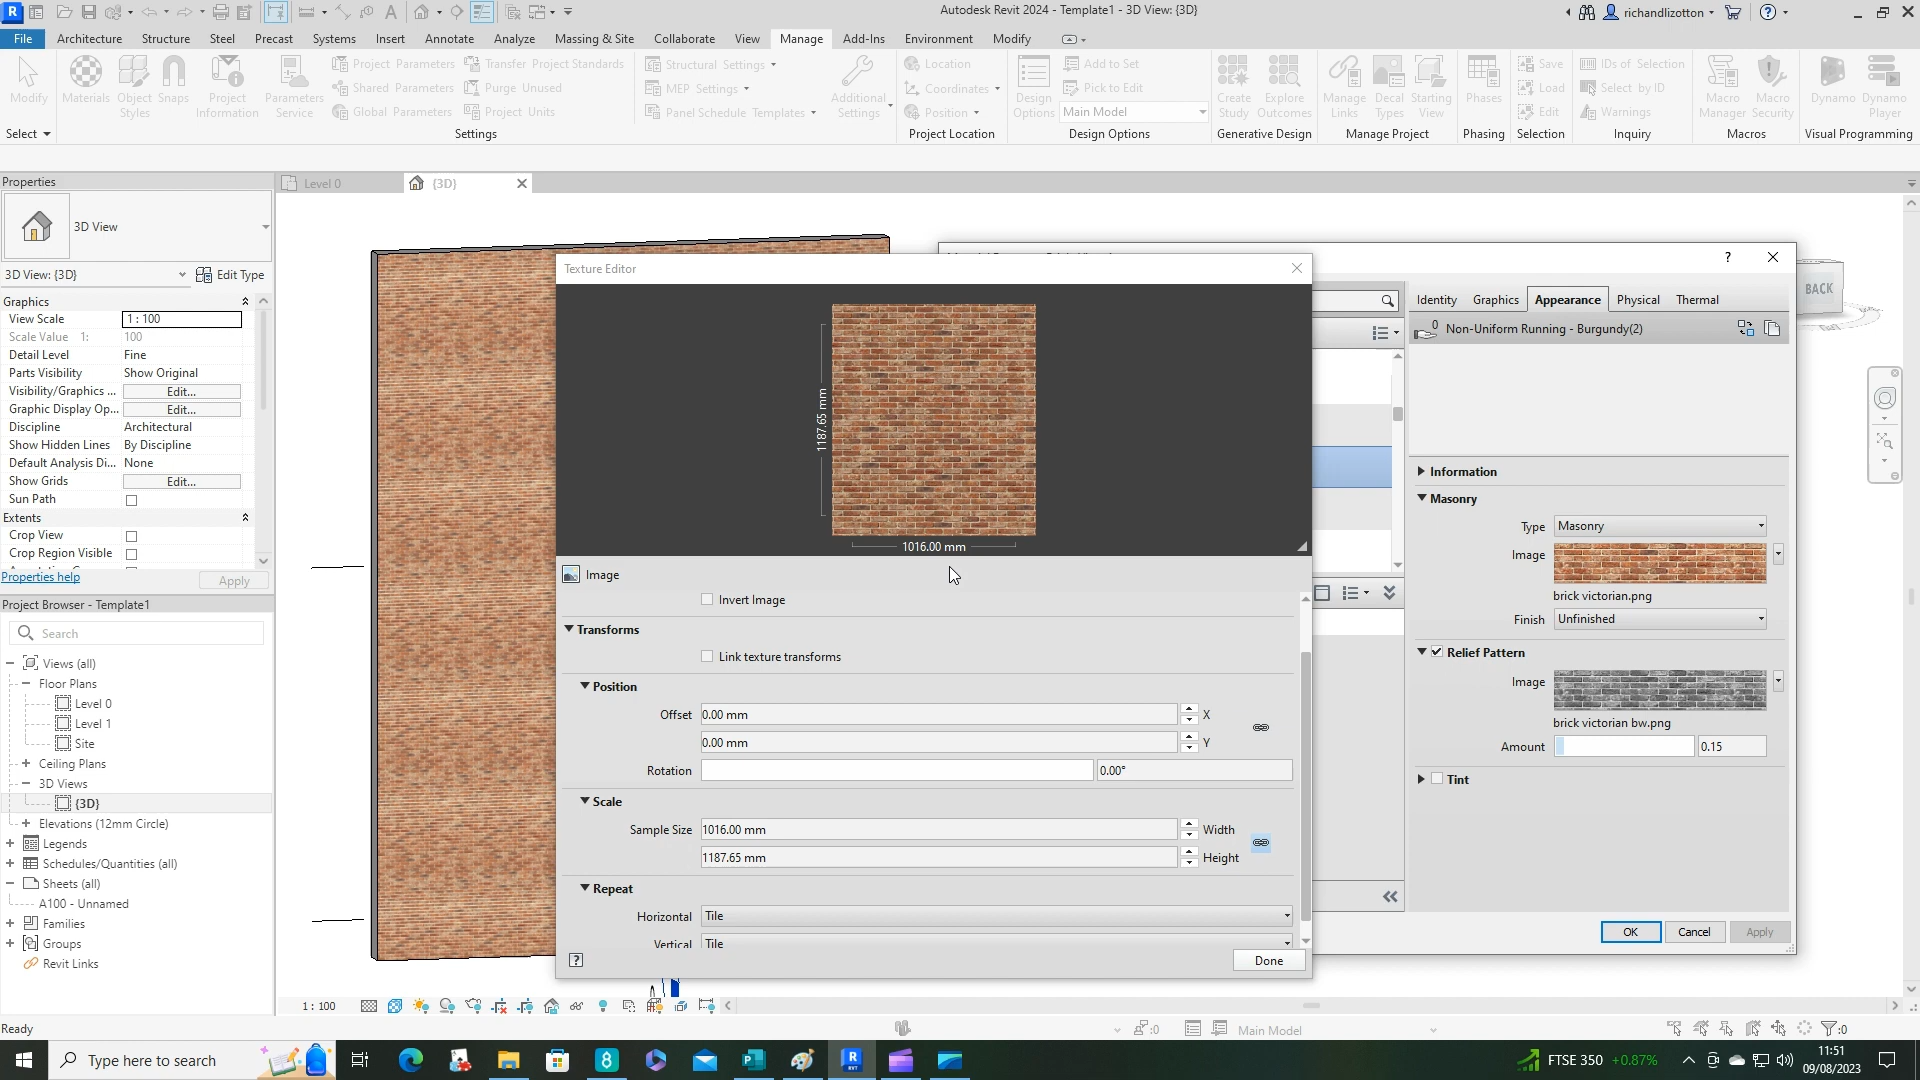 Autodesk Revit 2024 - Template1 - 3D View: {3D}
richandlizotton
File Architecture Structure Steel Precast Systems Insert Annotate Analyze Massing & Site Collaborate View Manage Add-Ins Environment Modify
Modify
Materials
Object Styles
Snaps
Project Information
Parameters Service
Project Parameters
Shared Parameters
Global Parameters
Transfer Project Standards
Purge Unused
Project Units
Structural Settings
MEP Settings
Panel Schedule Templates
Additional Settings
Location
Coordinates
Position
Design Options
Add to Set
Pick to Edit
Main Model
Create Study
Explore Outcomes
Manage Links
Decal Types
Starting View
Phases
Save
Load
Edit
IDs of Selection
Select by ID
Warnings
Macro Manager
Macro Security
Dynamo
Dynamo Player
Select
Settings
Project Location
Design Options
Generative Design
Manage Project
Phasing
Selection
Inquiry
Macros
Visual Programming
Properties
Level 0
{3D}
3D View
3D View: {3D}
Edit Type
Graphics
View Scale 1 : 100
Scale Value 1: 100
Detail Level Fine
Parts Visibility Show Original
Visibility/Graphics ... Edit...
Graphic Display Op... Edit...
Discipline Architectural
Show Hidden Lines By Discipline
Default Analysis Di... None
Show Grids Edit...
Sun Path
Extents
Crop View
Crop Region Visible
Properties help
Apply
Project Browser - Template1
Search
Views (all)
Floor Plans
Level 0
Level 1
Site
Ceiling Plans
3D Views
{3D}
Elevations (12mm Circle)
Legends
Schedules/Quantities (all)
Sheets (all)
A100 - Unnamed
Families
Groups
Revit Links
Texture Editor
1187.65 mm
1016.00 mm
Image
Invert Image
Transforms
Link texture transforms
Position
Offset 0.00 mm X
0.00 mm Y
Rotation 0.00°
Scale
Sample Size 1016.00 mm Width
1187.65 mm Height
Repeat
Horizontal Tile
Vertical Tile
Done
Identity Graphics Appearance Physical Thermal
0 Non-Uniform Running - Burgundy(2)
Information
Masonry
Type Masonry
Image
brick victorian.png
Finish Unfinished
Relief Pattern
Image
brick victorian bw.png
Amount 0.15
Tint
OK Cancel Apply
BACK
1 : 100
Ready
:0
Main Model
:0
Type here to search
FTSE 350 +0.87%
11:51
09/08/2023